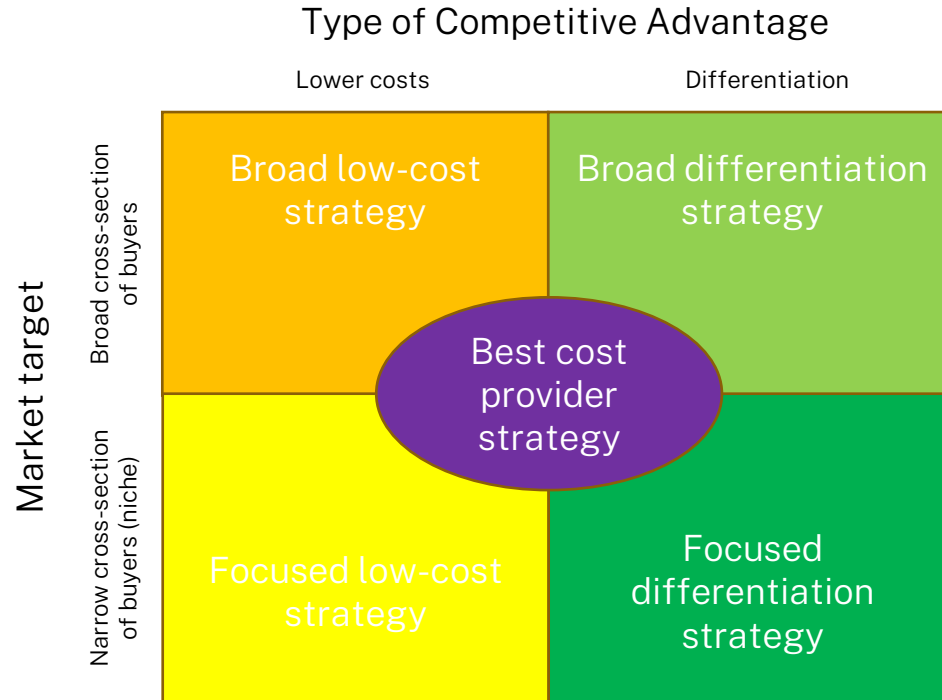 Type of Competitive Advantage
Lower costs
Differentiation
Market target
Broad cross-section
of buyers
Broad low-cost
strategy
Broad differentiation
strategy
Best cost
provider
strategy
Narrow cross-section
of buyers (niche)
Focused low-cost
strategy
Focused
differentiation
strategy